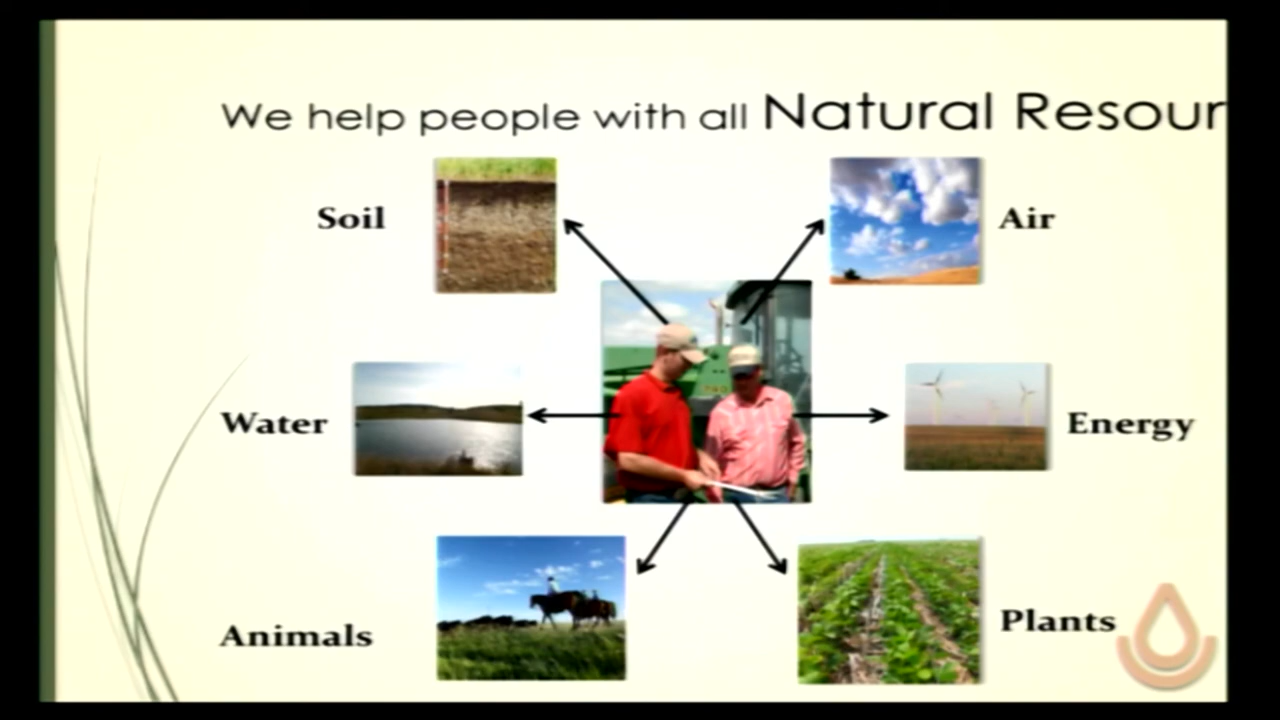 We help people with all Natural Resour
Soil
Air
Water
Energy
Animals
Plants